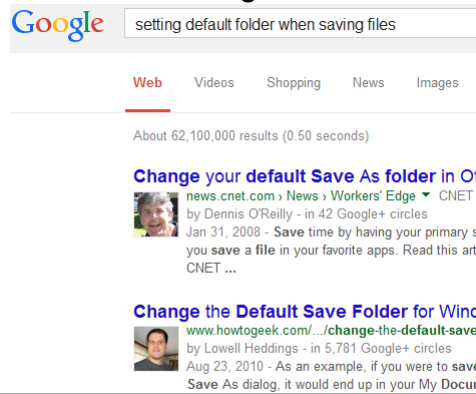 Google setting default folder when saving files
Web Videos Shopping News Images
About 62,100,000 results (0.50 seconds)
Change your default Save As folder in
news.cnet.com › News › Workers' Edge ▼ CNET
by Dennis O'Reilly - in 42 Google+ circles
Jan 31, 2008 - Save time by having your primary
you save a file in your favorite apps. Read this
CNET ...
Change the Default Save Folder for
www.howtogeek.com/.../change-the-default-save
by Lowell Heddings - in 5,781 Google+ circles
Aug 23, 2010 - As an example, if you were to
Save As dialog, it would end up in your My